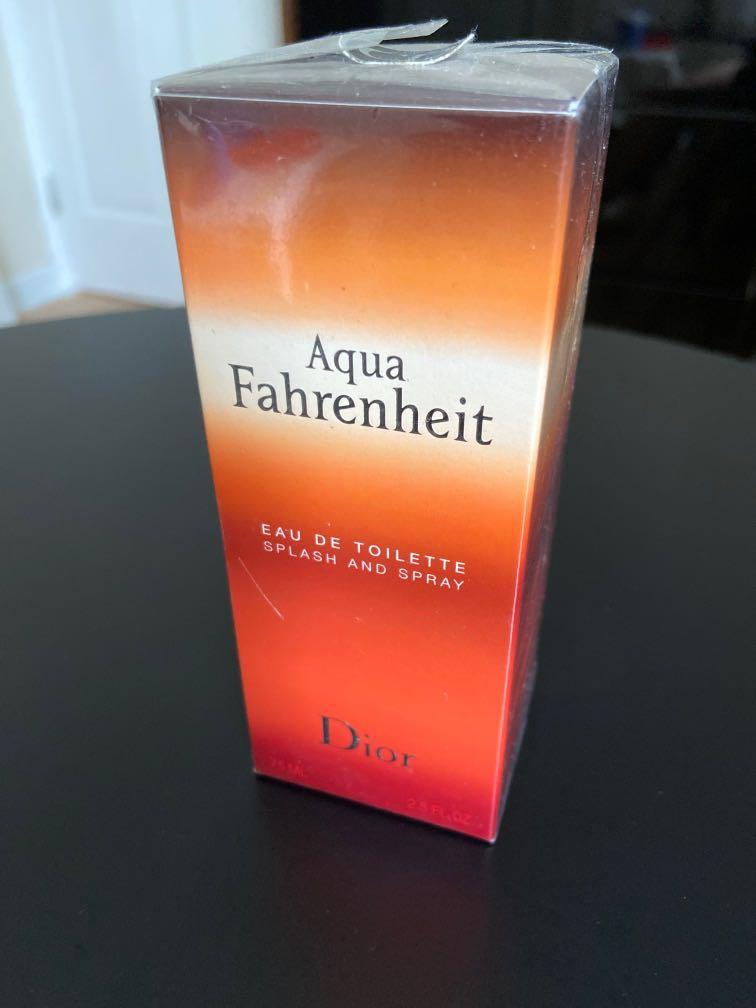 Aqua
Fahrenheit
EAU DE TOILETTE
SPLASH AND SPRAY
Dior
75 ML
2.5 FL.OZ